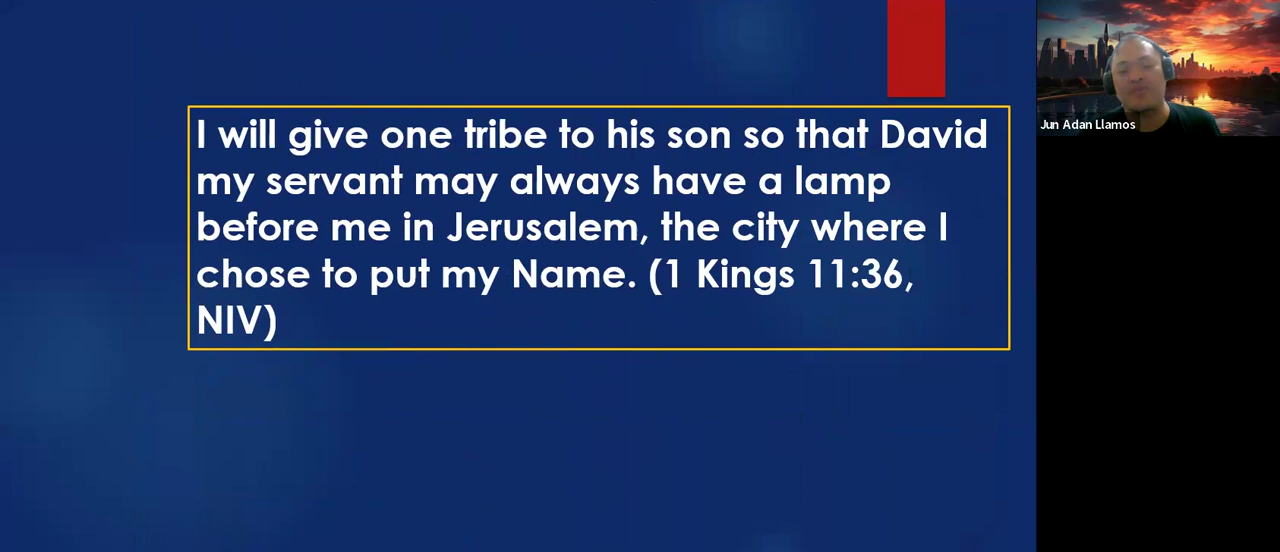 I will give one tribe to his son so that David
my servant may always have a lamp
before me in Jerusalem, the city where I
chose to put my Name. (1 Kings 11:36,
NIV)
Jun Adan Llamos